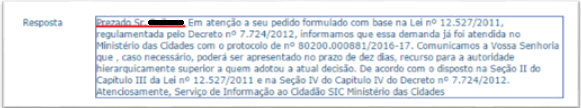 Resposta
Prezado Sr. Em atenção a seu pedido formulado com base na Lei nº 12.527/2011,
regulamentada pelo Decreto nº 7.724/2012, informamos que essa demanda já foi atendida no
Ministério das Cidades com o protocolo de nº 80200.000881/2016-17. Comunicamos a Vossa Senhoria
que , caso necessário, poderá ser apresentado no prazo de dez dias, recurso para a autoridade
hierarquicamente superior a quem adotou a atual decisão. De acordo com o disposto na Seção II do
Capítulo III da Lei nº 12.527/2011 e na Seção IV do Capítulo IV do Decreto nº 7.724/2012.
Atenciosamente, Serviço de Informação ao Cidadão SIC Ministério das Cidades